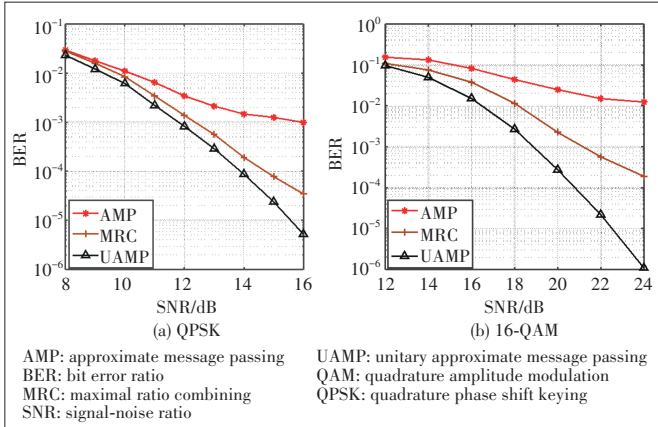 10⁻¹
10⁻²
10⁻³
10⁻⁴
10⁻⁵
10⁻⁶
BER
AMP
MRC
UAMP
8 10 12 14 16
SNR/dB
(a) QPSK
10⁰
10⁻¹
10⁻²
10⁻³
10⁻⁴
10⁻⁵
10⁻⁶
BER
AMP
MRC
UAMP
12 14 16 18 20 22 24
SNR/dB
(b) 16-QAM
AMP: approximate message passing
BER: bit error ratio
MRC: maximal ratio combining
SNR: signal-noise ratio
UAMP: unitary approximate message passing
QAM: quadrature amplitude modulation
QPSK: quadrature phase shift keying